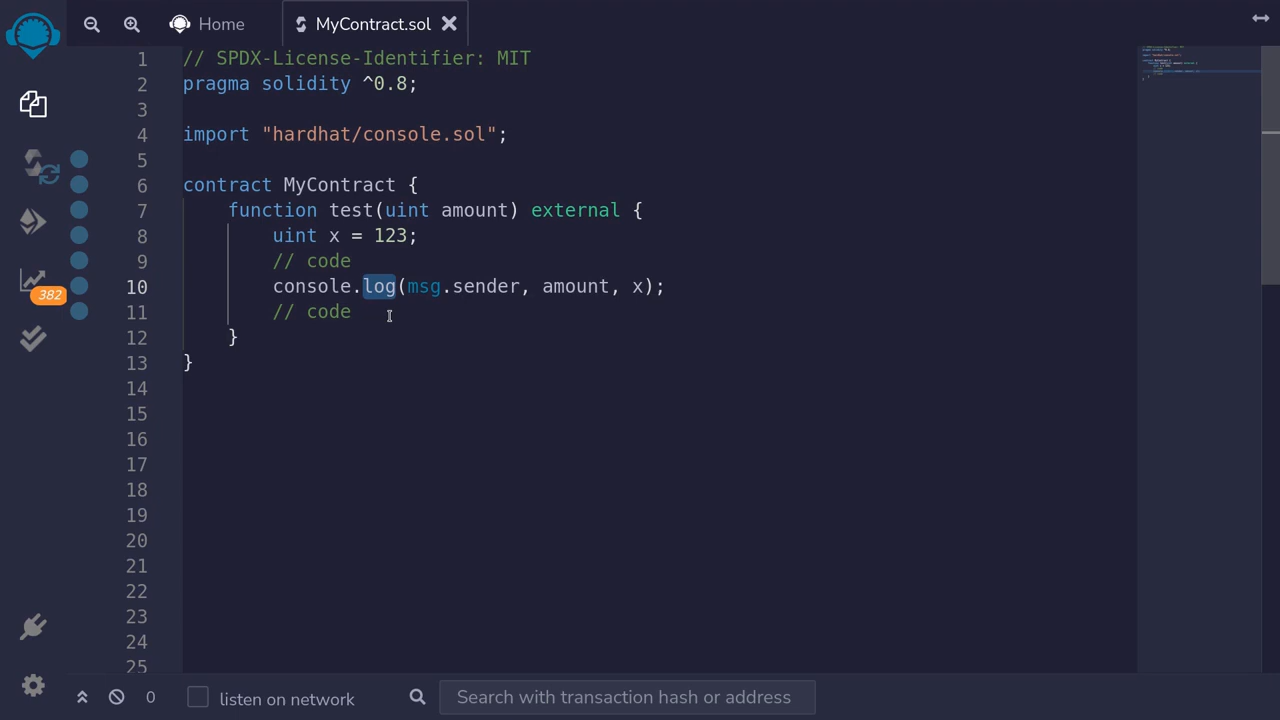 Home
MyContract.sol
1 // SPDX-License-Identifier: MIT
2 pragma solidity ^0.8;
3
4 import "hardhat/console.sol";
5
6 contract MyContract {
7 function test(uint amount) external {
8 uint x = 123;
9 // code
10 console.log(msg.sender, amount, x);
11 // code
12 }
13 }
14
15
16
17
18
19
20
21
22
23
24
25
382
0 listen on network Search with transaction hash or address